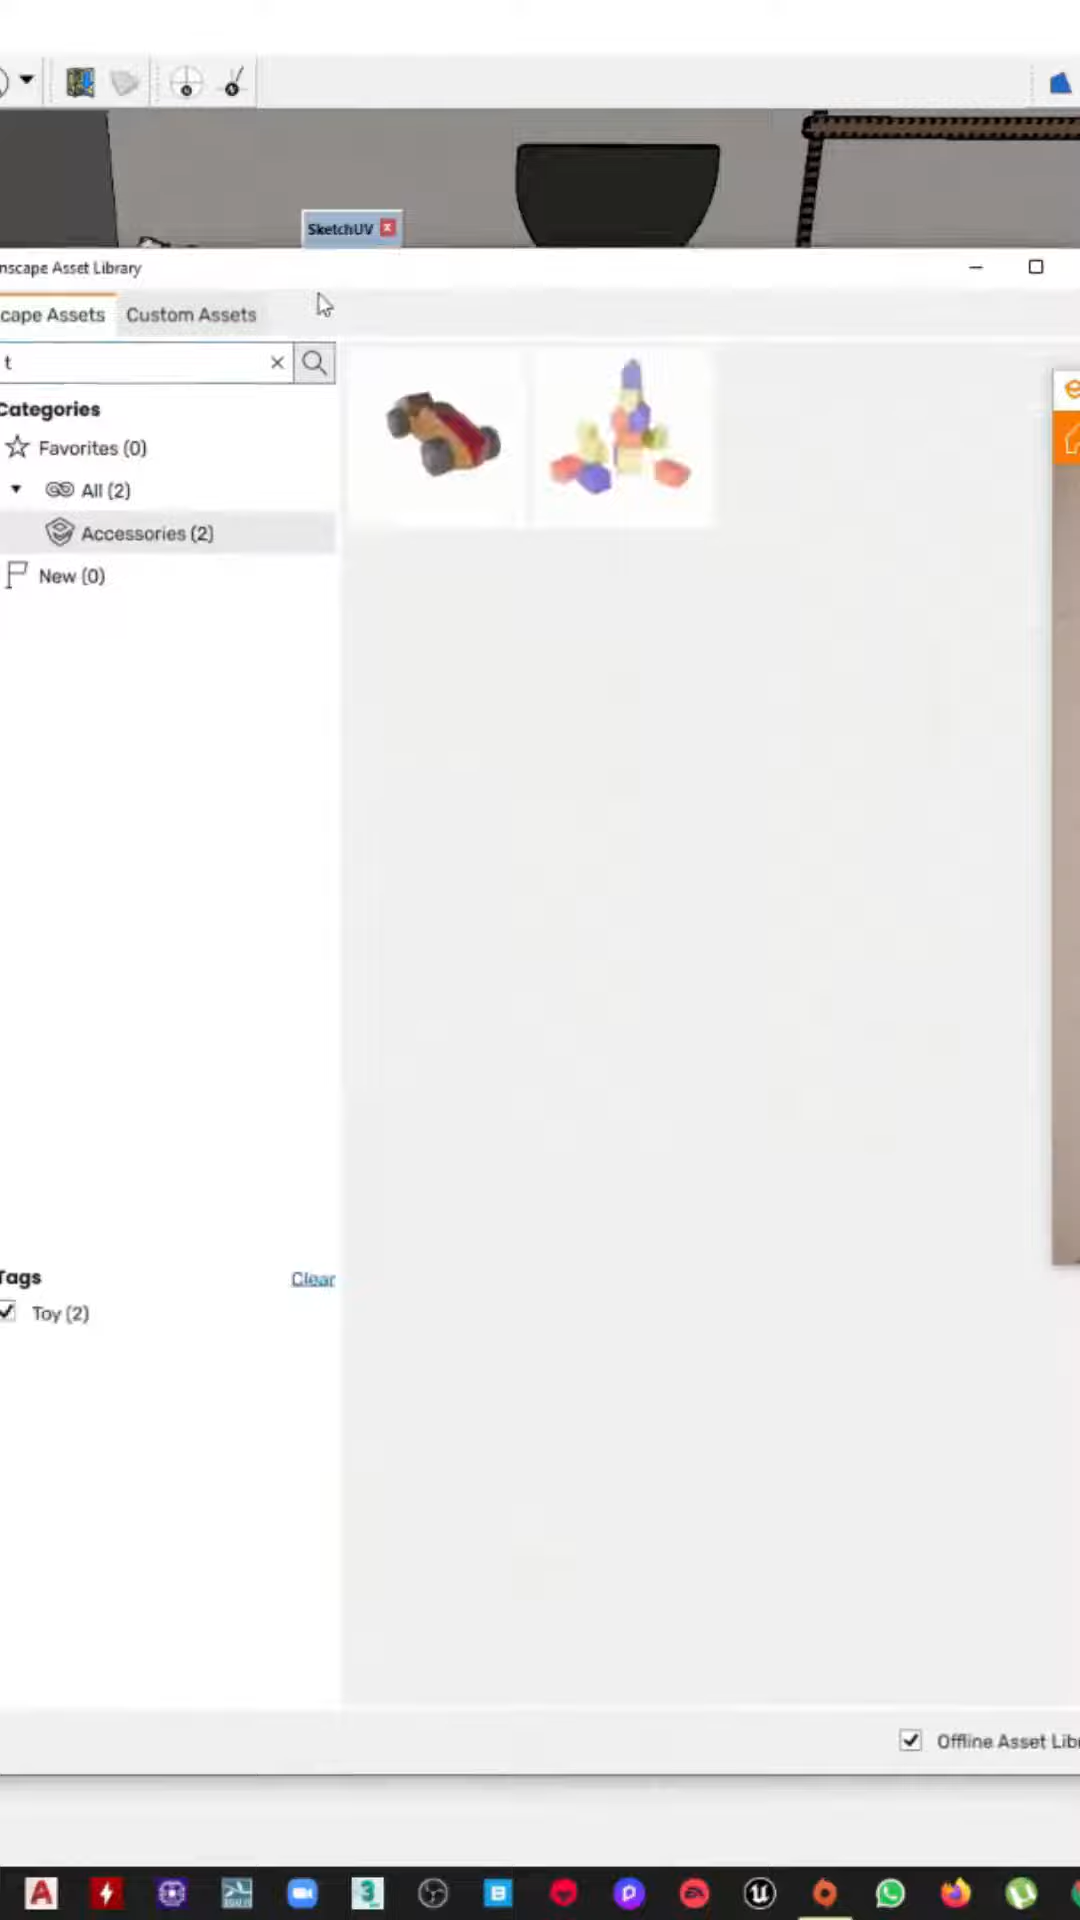 SketchUV
nscape Asset Library
cape Assets
Custom Assets
t
Categories
Favorites (0)
All (2)
Accessories (2)
New (0)
Tags
Clear
Toy (2)
Offline Asset Libr